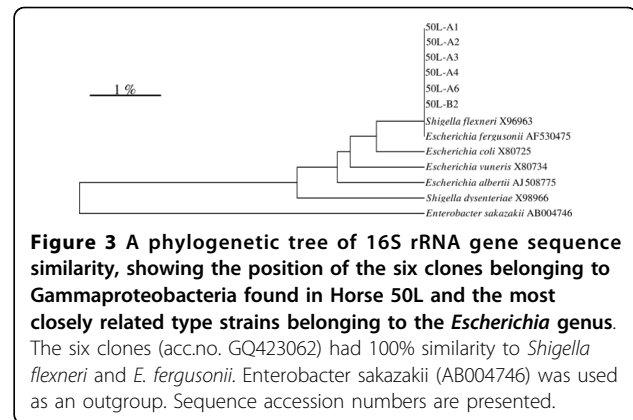 50L-A1
50L-A2
50L-A3
50L-A4
50L-A6
50L-B2
1 %
Shigella flexneri X96963
Escherichia fergusonii AF530475
Escherichia coli X80725
Escherichia vuneris X80734
Escherichia albertii AJ508775
Shigella dysenteriae X98966
Enterobacter sakazakii AB004746
Figure 3 A phylogenetic tree of 16S rRNA gene sequence
similarity, showing the position of the six clones belonging to
Gammaproteobacteria found in Horse 50L and the most
closely related type strains belonging to the Escherichia genus.
The six clones (acc.no. GQ423062) had 100% similarity to Shigella
flexneri and E. fergusonii. Enterobacter sakazakii (AB004746) was used
as an outgroup. Sequence accession numbers are presented.